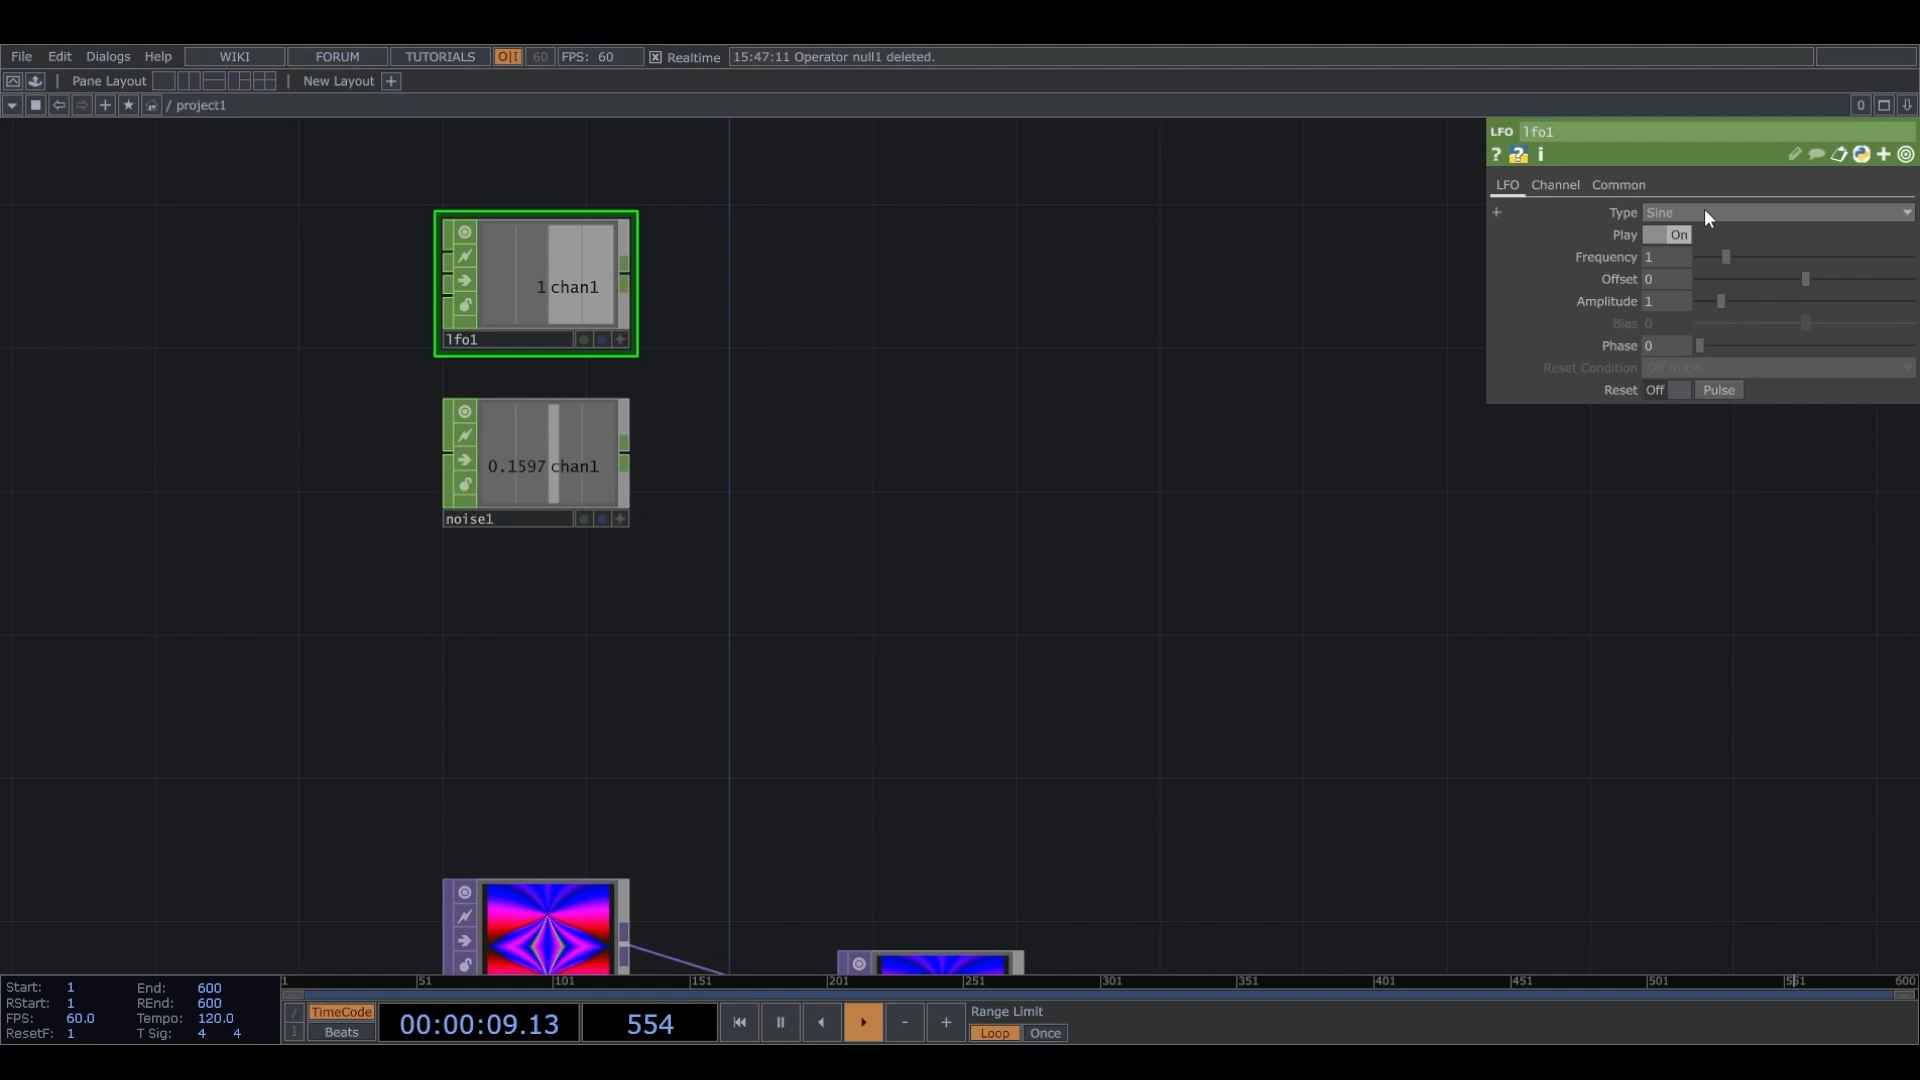 File Edit Dialogs Help WIKI FORUM TUTORIALS O|I 60 FPS: 60 Realtime 15:47:11 Operator null1 deleted.
Pane Layout New Layout +
/ project1 0
LFO lfo1
? ? i
LFO Channel Common
+ Type Sine
Play On
Frequency 1
Offset 0
Amplitude 1
Bias 0
Phase 0
Reset Condition Off to On
Reset Off Pulse
1 chan1
lfo1
0.1597 chan1
noise1
1 51 101 151 201 251 301 351 401 451 501 551 600
Start: 1 End: 600
RStart: 1 REnd: 600
FPS: 60.0 Tempo: 120.0
ResetF: 1 T Sig: 4 4
TimeCode
Beats
00:00:09.13 554
- +
Range Limit
Loop Once